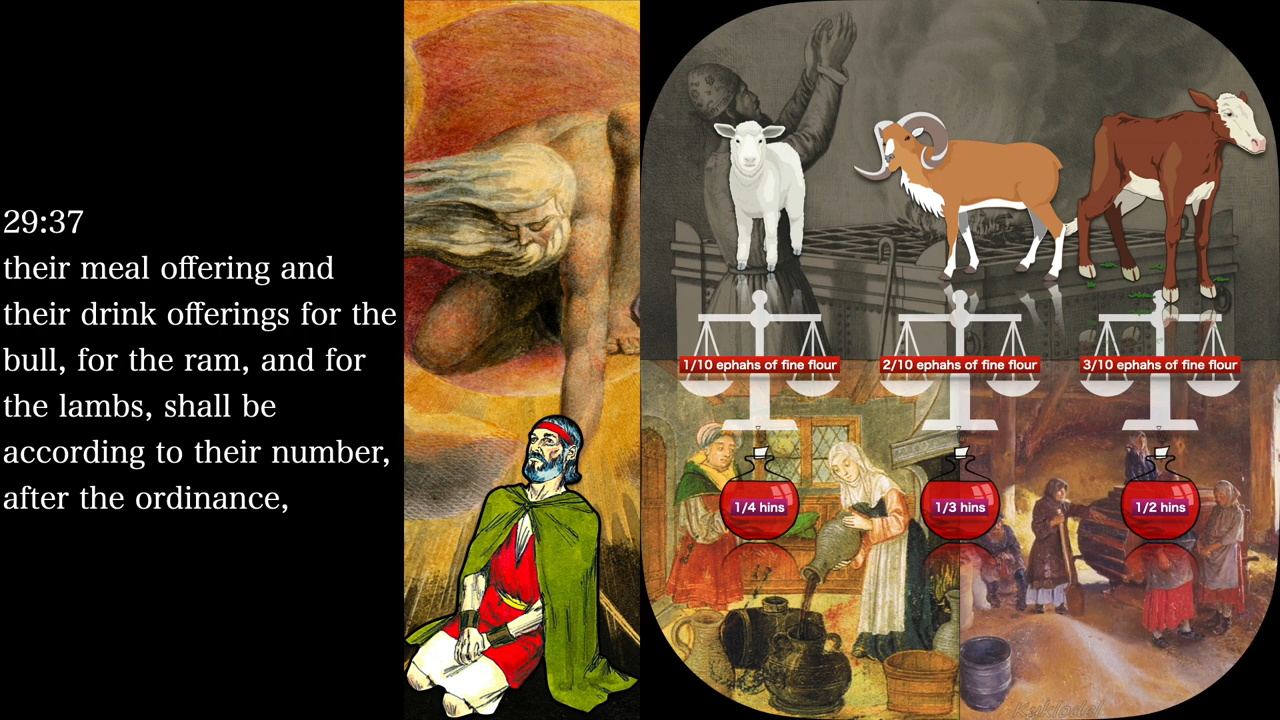 29:37
their meal offering and
their drink offerings for the
bull, for the ram, and for
the lambs, shall be
according to their number,
after the ordinance,
1/10 ephahs of fine flour
2/10 ephahs of fine flour
3/10 ephahs of fine flour
1/4 hins
1/3 hins
1/2 hins